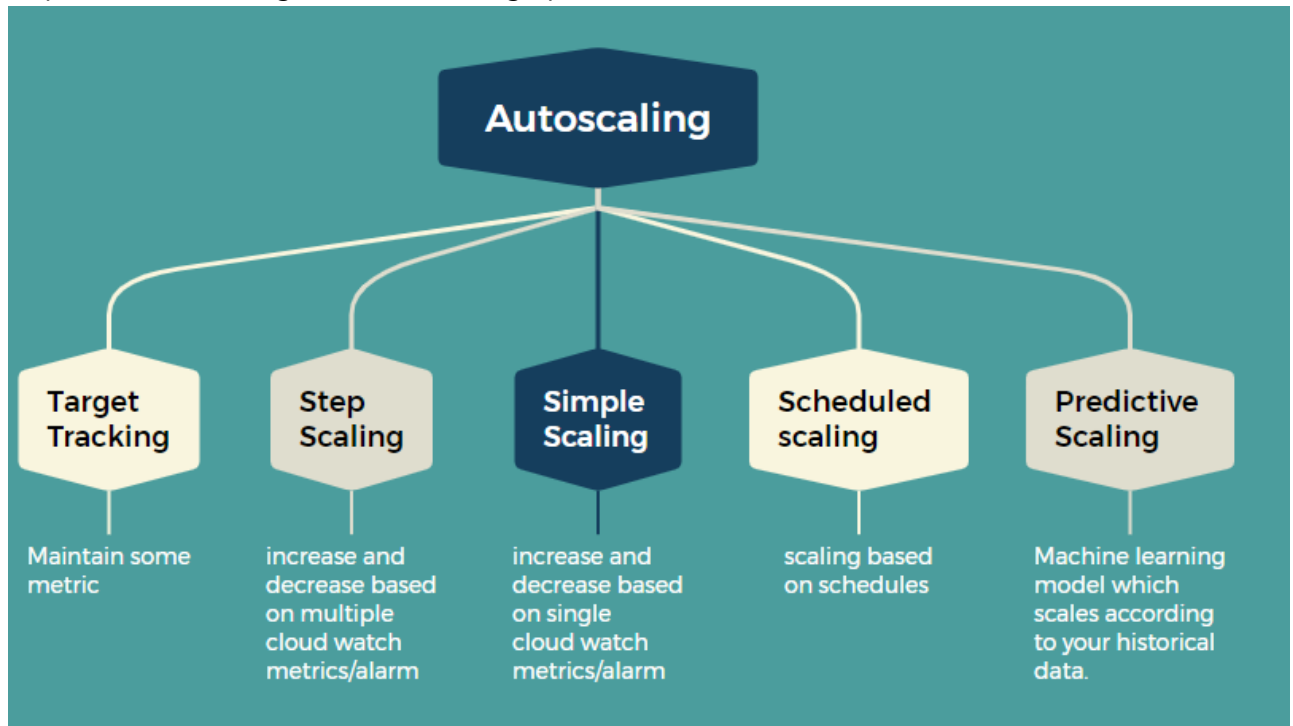 Autoscaling
Target
Tracking
Step
Scaling
Simple
Scaling
Scheduled
scaling
Predictive
Scaling
Maintain some
metric
increase and
decrease based
on multiple
cloud watch
metrics/alarm
increase and
decrease based
on single
cloud watch
metrics/alarm
scaling based
on schedules
Machine learning
model which
scales according
to your historical
data.